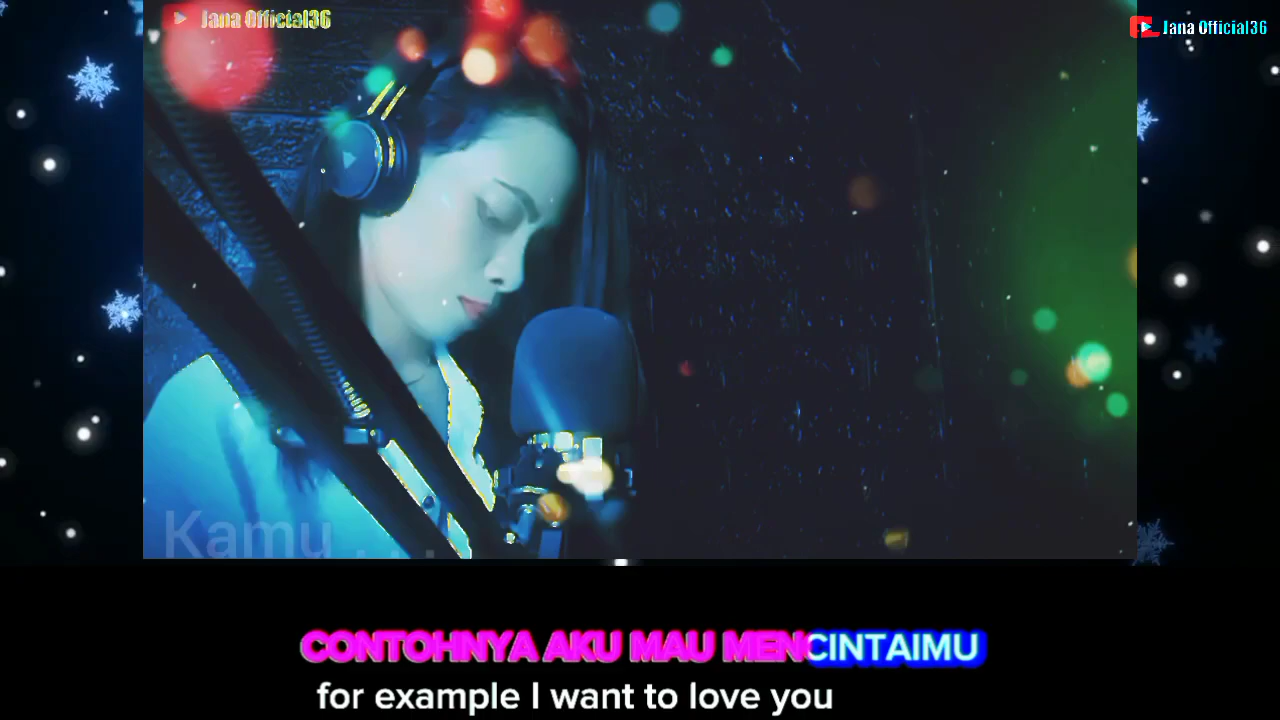 Jana Official36
Jana Official36
Kamu . . .
CONTOHNYA AKU MAU MENCINTAIMU
for example I want to love you